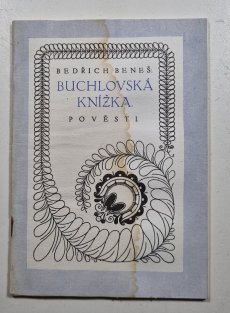 BEDŘICH BENEŠ:
BUCHLOVSKÁ
KNÍŽKA.
POVĚSTI